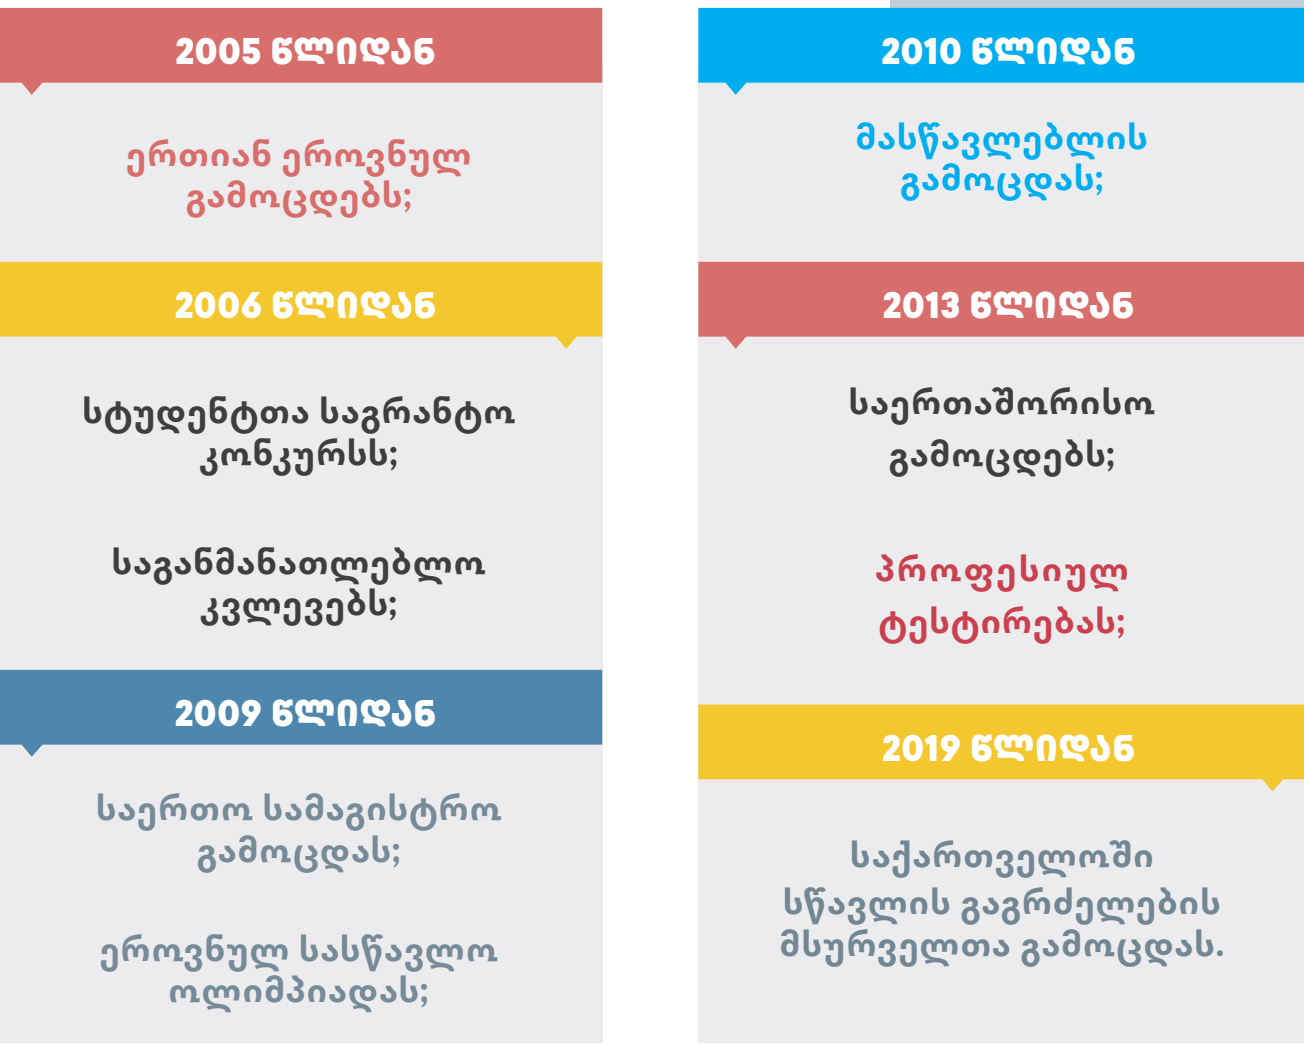 2005 წლიდან
ერთიან ეროვნულ
გამოცდებს;
2006 წლიდან
სტუდენტთა საგრანტო
კონკურსს;
საგანმანათლებლო
კვლევებს;
2009 წლიდან
საერთო სამაგისტრო
გამოცდას;
ეროვნულ სასწავლო
ოლიმპიადას;
2010 წლიდან
მასწავლებლის
გამოცდას;
2013 წლიდან
საერთაშორისო
გამოცდებს;
პროფესიულ
ტესტირებას;
2019 წლიდან
საქართველოში
სწავლის გაგრძელების
მსურველთა გამოცდას.